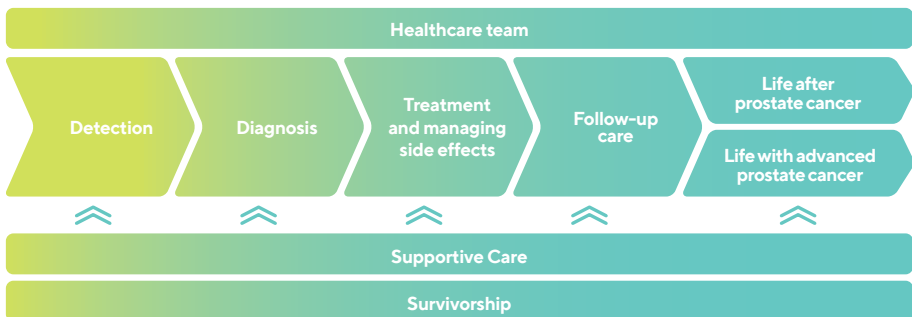 Healthcare team
Detection
Diagnosis
Treatment
and managing
side effects
Follow-up
care
Life after
prostate cancer
Life with advanced
prostate cancer
Supportive Care
Survivorship